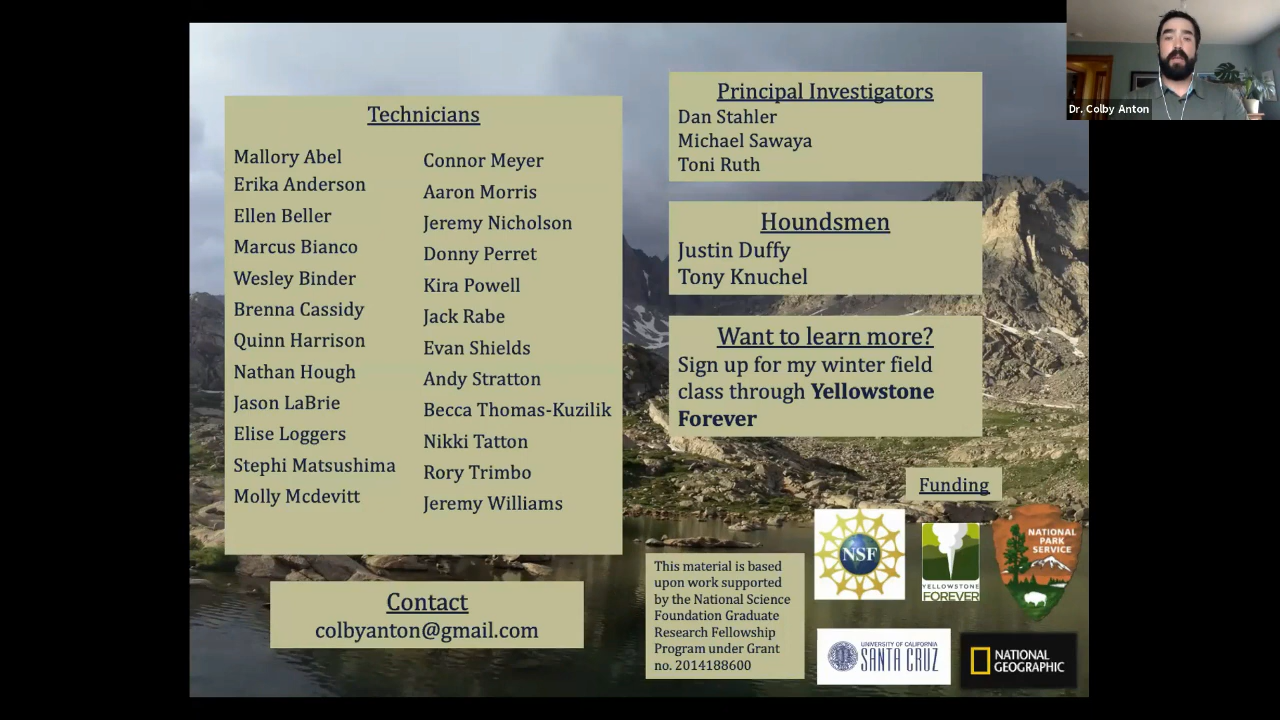 Technicians
Mallory Abel
Erika Anderson
Ellen Beller
Marcus Bianco
Wesley Binder
Brenna Cassidy
Quinn Harrison
Nathan Hough
Jason LaBrie
Elise Loggers
Stephi Matsushima
Molly Mcdevitt
Connor Meyer
Aaron Morris
Jeremy Nicholson
Donny Perret
Kira Powell
Jack Rabe
Evan Shields
Andy Stratton
Becca Thomas-Kuzilik
Nikki Tatton
Rory Trimbo
Jeremy Williams
Contact
colbyanton@gmail.com
Principal Investigators
Dan Stahler
Michael Sawaya
Toni Ruth
Houndsmen
Justin Duffy
Tony Knuchel
Want to learn more?
Sign up for my winter field
class through Yellowstone
Forever
Funding
This material is based
upon work supported
by the National Science
Foundation Graduate
Research Fellowship
Program under Grant
no. 2014188600
NSF
YELLOWSTONE
FOREVER
NATIONAL
PARK
SERVICE
UNIVERSITY OF CALIFORNIA
SANTA CRUZ
NATIONAL
GEOGRAPHIC
Dr. Colby Anton